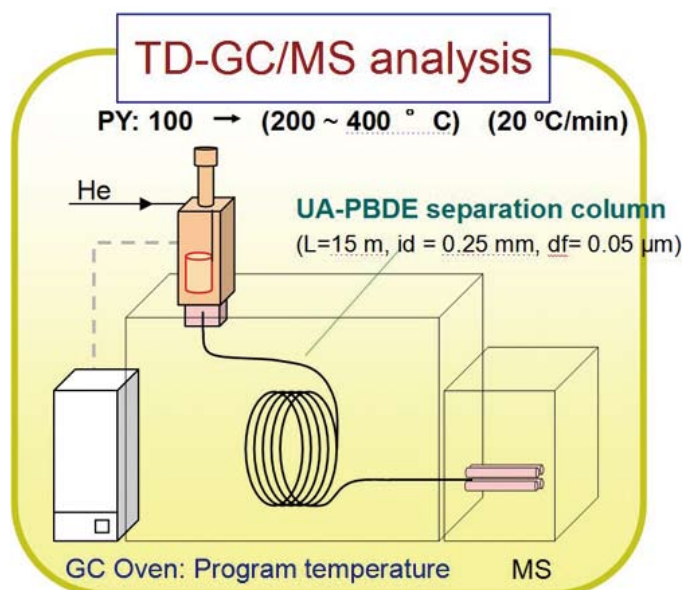 TD-GC/MS analysis
PY: 100 → (200 ~ 400 ° C) (20 ºC/min)
He
UA-PBDE separation column
(L=15 m, id = 0.25 mm, df= 0.05 µm)
GC Oven: Program temperature
MS